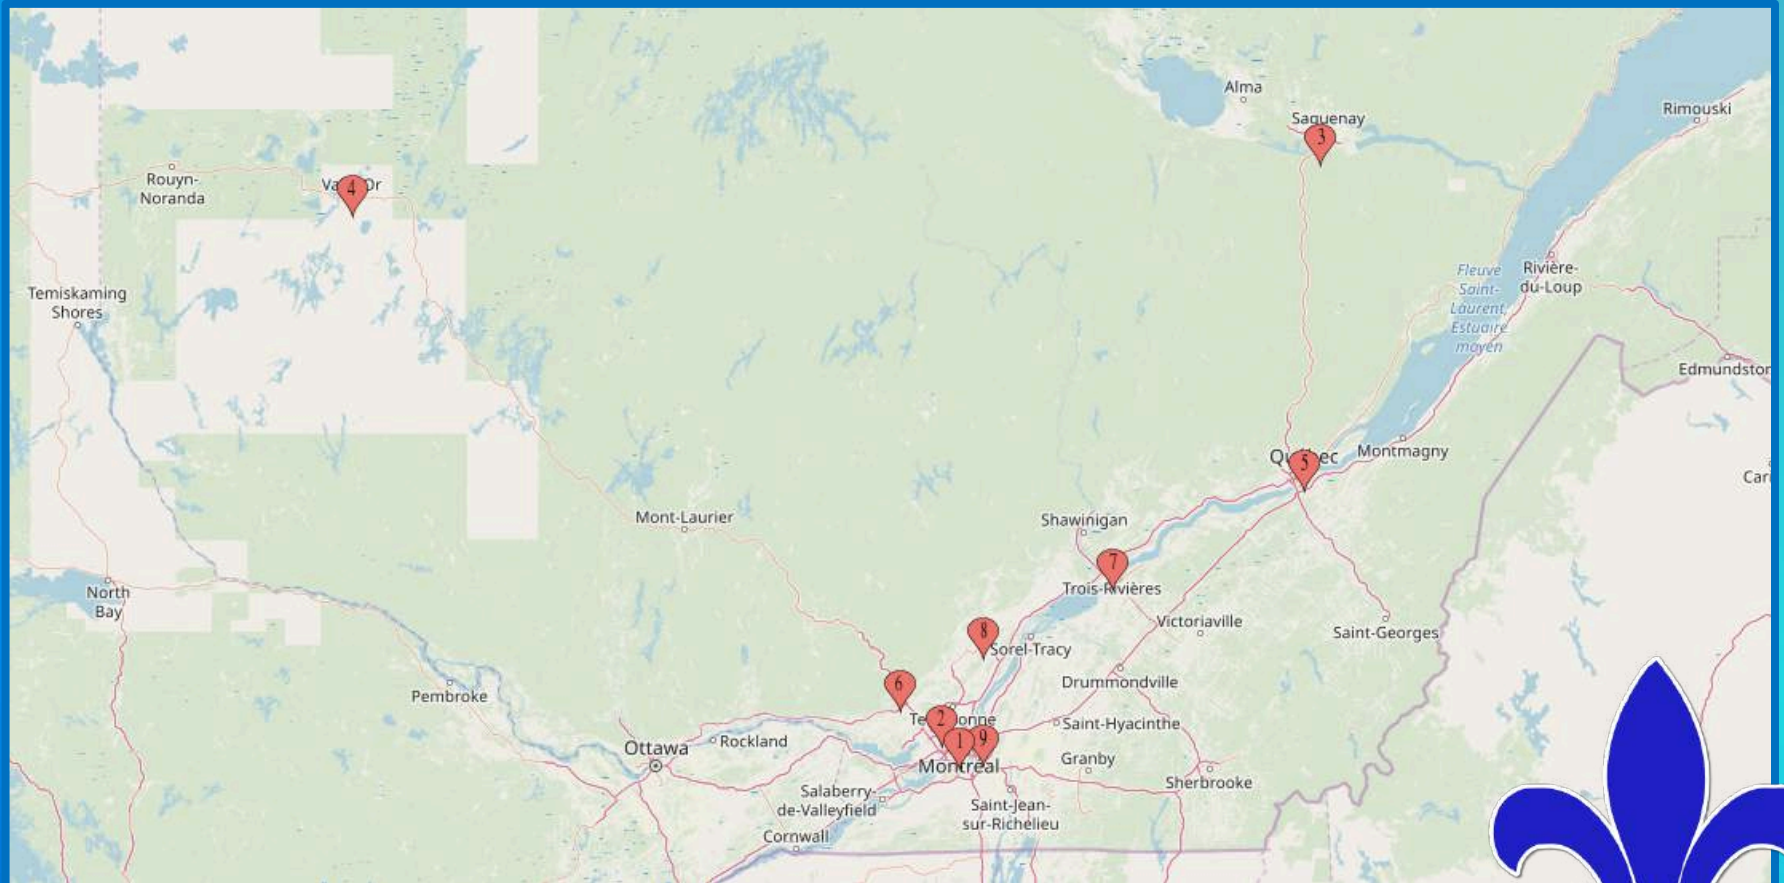 Alma
Saguenay
3
Rimouski
Rouyn-
Noranda
4
Temiskaming
Shores
Fleuve
Saint-
Laurent,
Estuaire
moyen
Rivière-
du-Loup
5
Montmagny
Mont-Laurier
Shawinigan
7
Trois-Rivières
North
Bay
Victoriaville
Saint-Georges
8
Sorel-Tracy
6
Pembroke
Drummondville
2
Saint-Hyacinthe
1
9
Ottawa
Rockland
Montréal
Granby
Sherbrooke
Salaberry-
de-Valleyfield
Saint-Jean-
sur-Richelieu
Cornwall